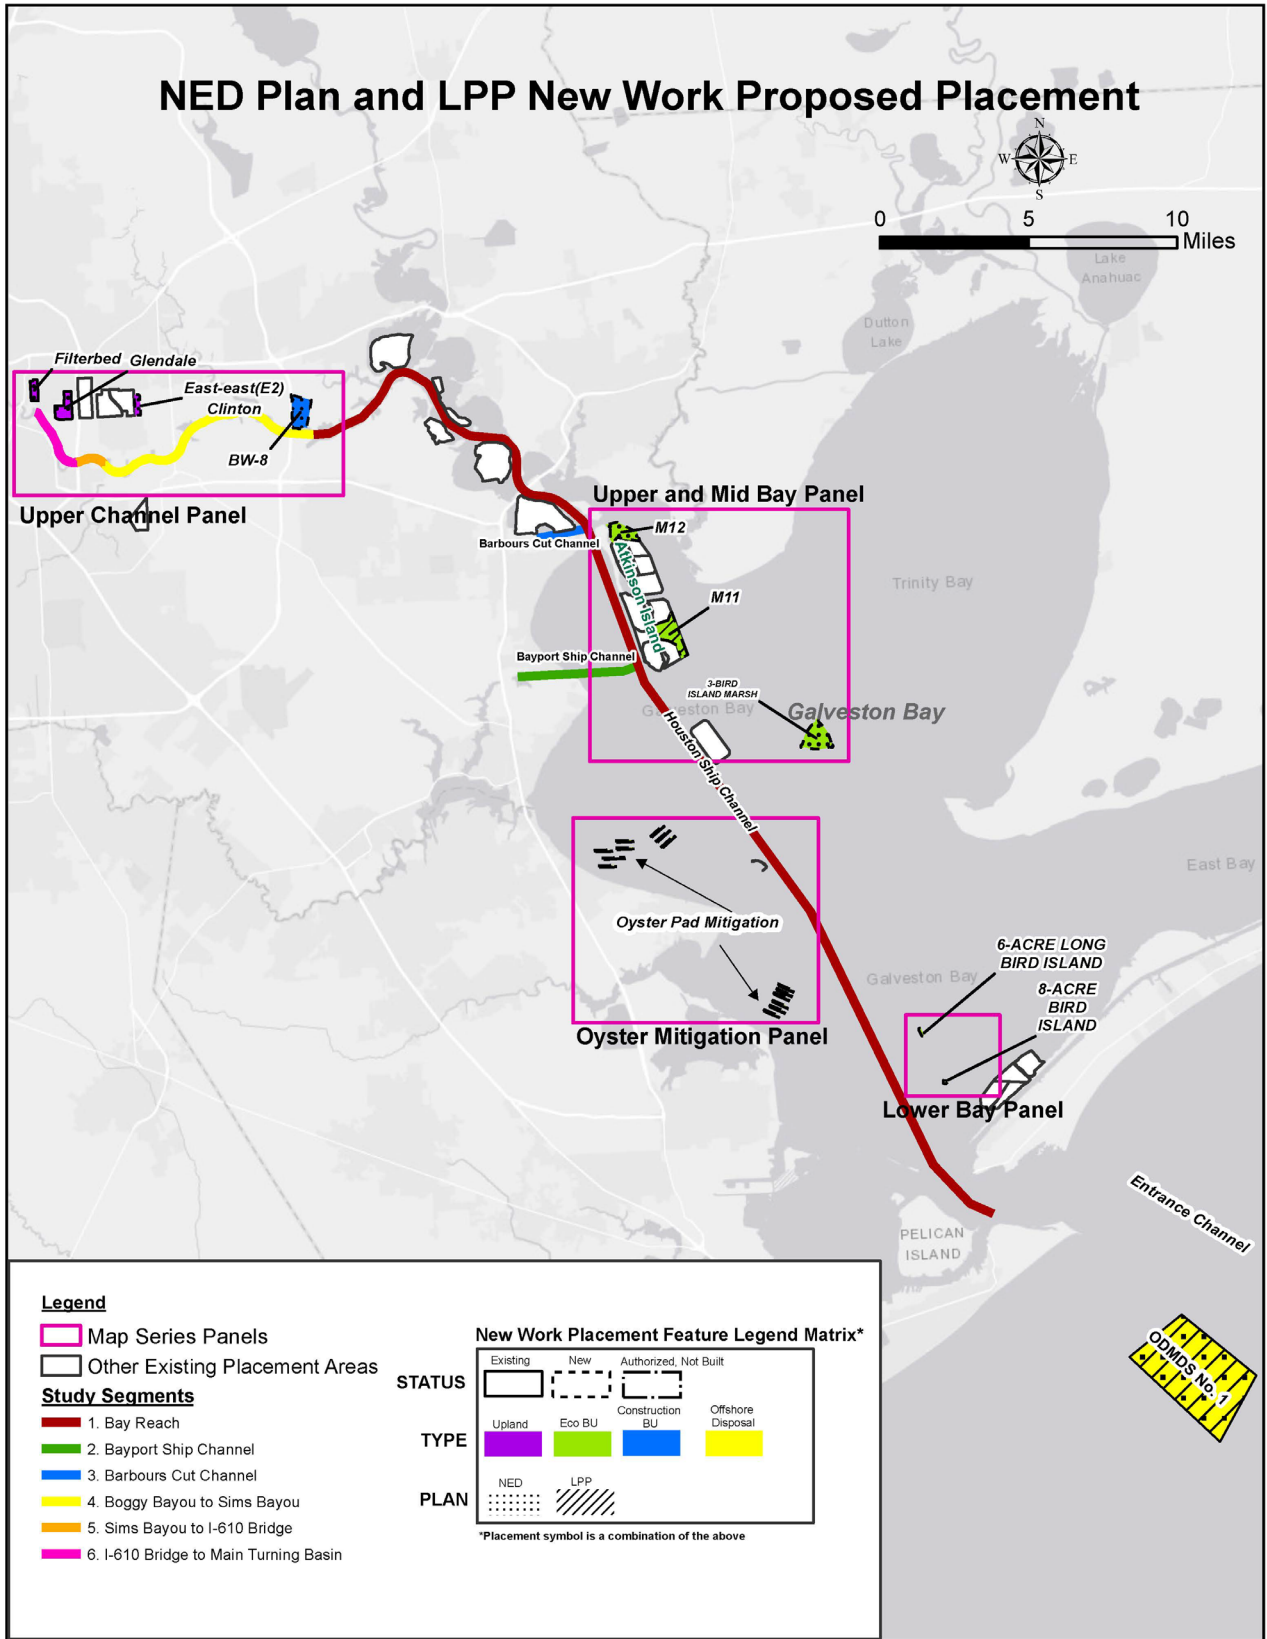 NED Plan and LPP New Work Proposed Placement
N
W
E
S
0 5 10
Miles
Lake
Anahuac
Dutton
Lake
Filterbed
Glendale
East-east(E2)
Clinton
BW-8
Upper Channel Panel
Upper and Mid Bay Panel
M12
Barbours Cut Channel
Atkinson Island
Trinity Bay
M11
Bayport Ship Channel
3-BIRD
ISLAND MARSH
Galveston Bay
Galveston Bay
Houston Ship Channel
East Bay
Oyster Pad Mitigation
6-ACRE LONG
BIRD ISLAND
Galveston Bay
8-ACRE
BIRD
ISLAND
Oyster Mitigation Panel
Lower Bay Panel
Entrance Channel
PELICAN
ISLAND
ODMDS No. 1
Legend
Map Series Panels
Other Existing Placement Areas
Study Segments
1. Bay Reach
2. Bayport Ship Channel
3. Barbours Cut Channel
4. Boggy Bayou to Sims Bayou
5. Sims Bayou to I-610 Bridge
6. I-610 Bridge to Main Turning Basin
New Work Placement Feature Legend Matrix*
Existing New Authorized, Not Built
STATUS
Upland Eco BU Construction BU Offshore Disposal
TYPE
NED LPP
PLAN
*Placement symbol is a combination of the above